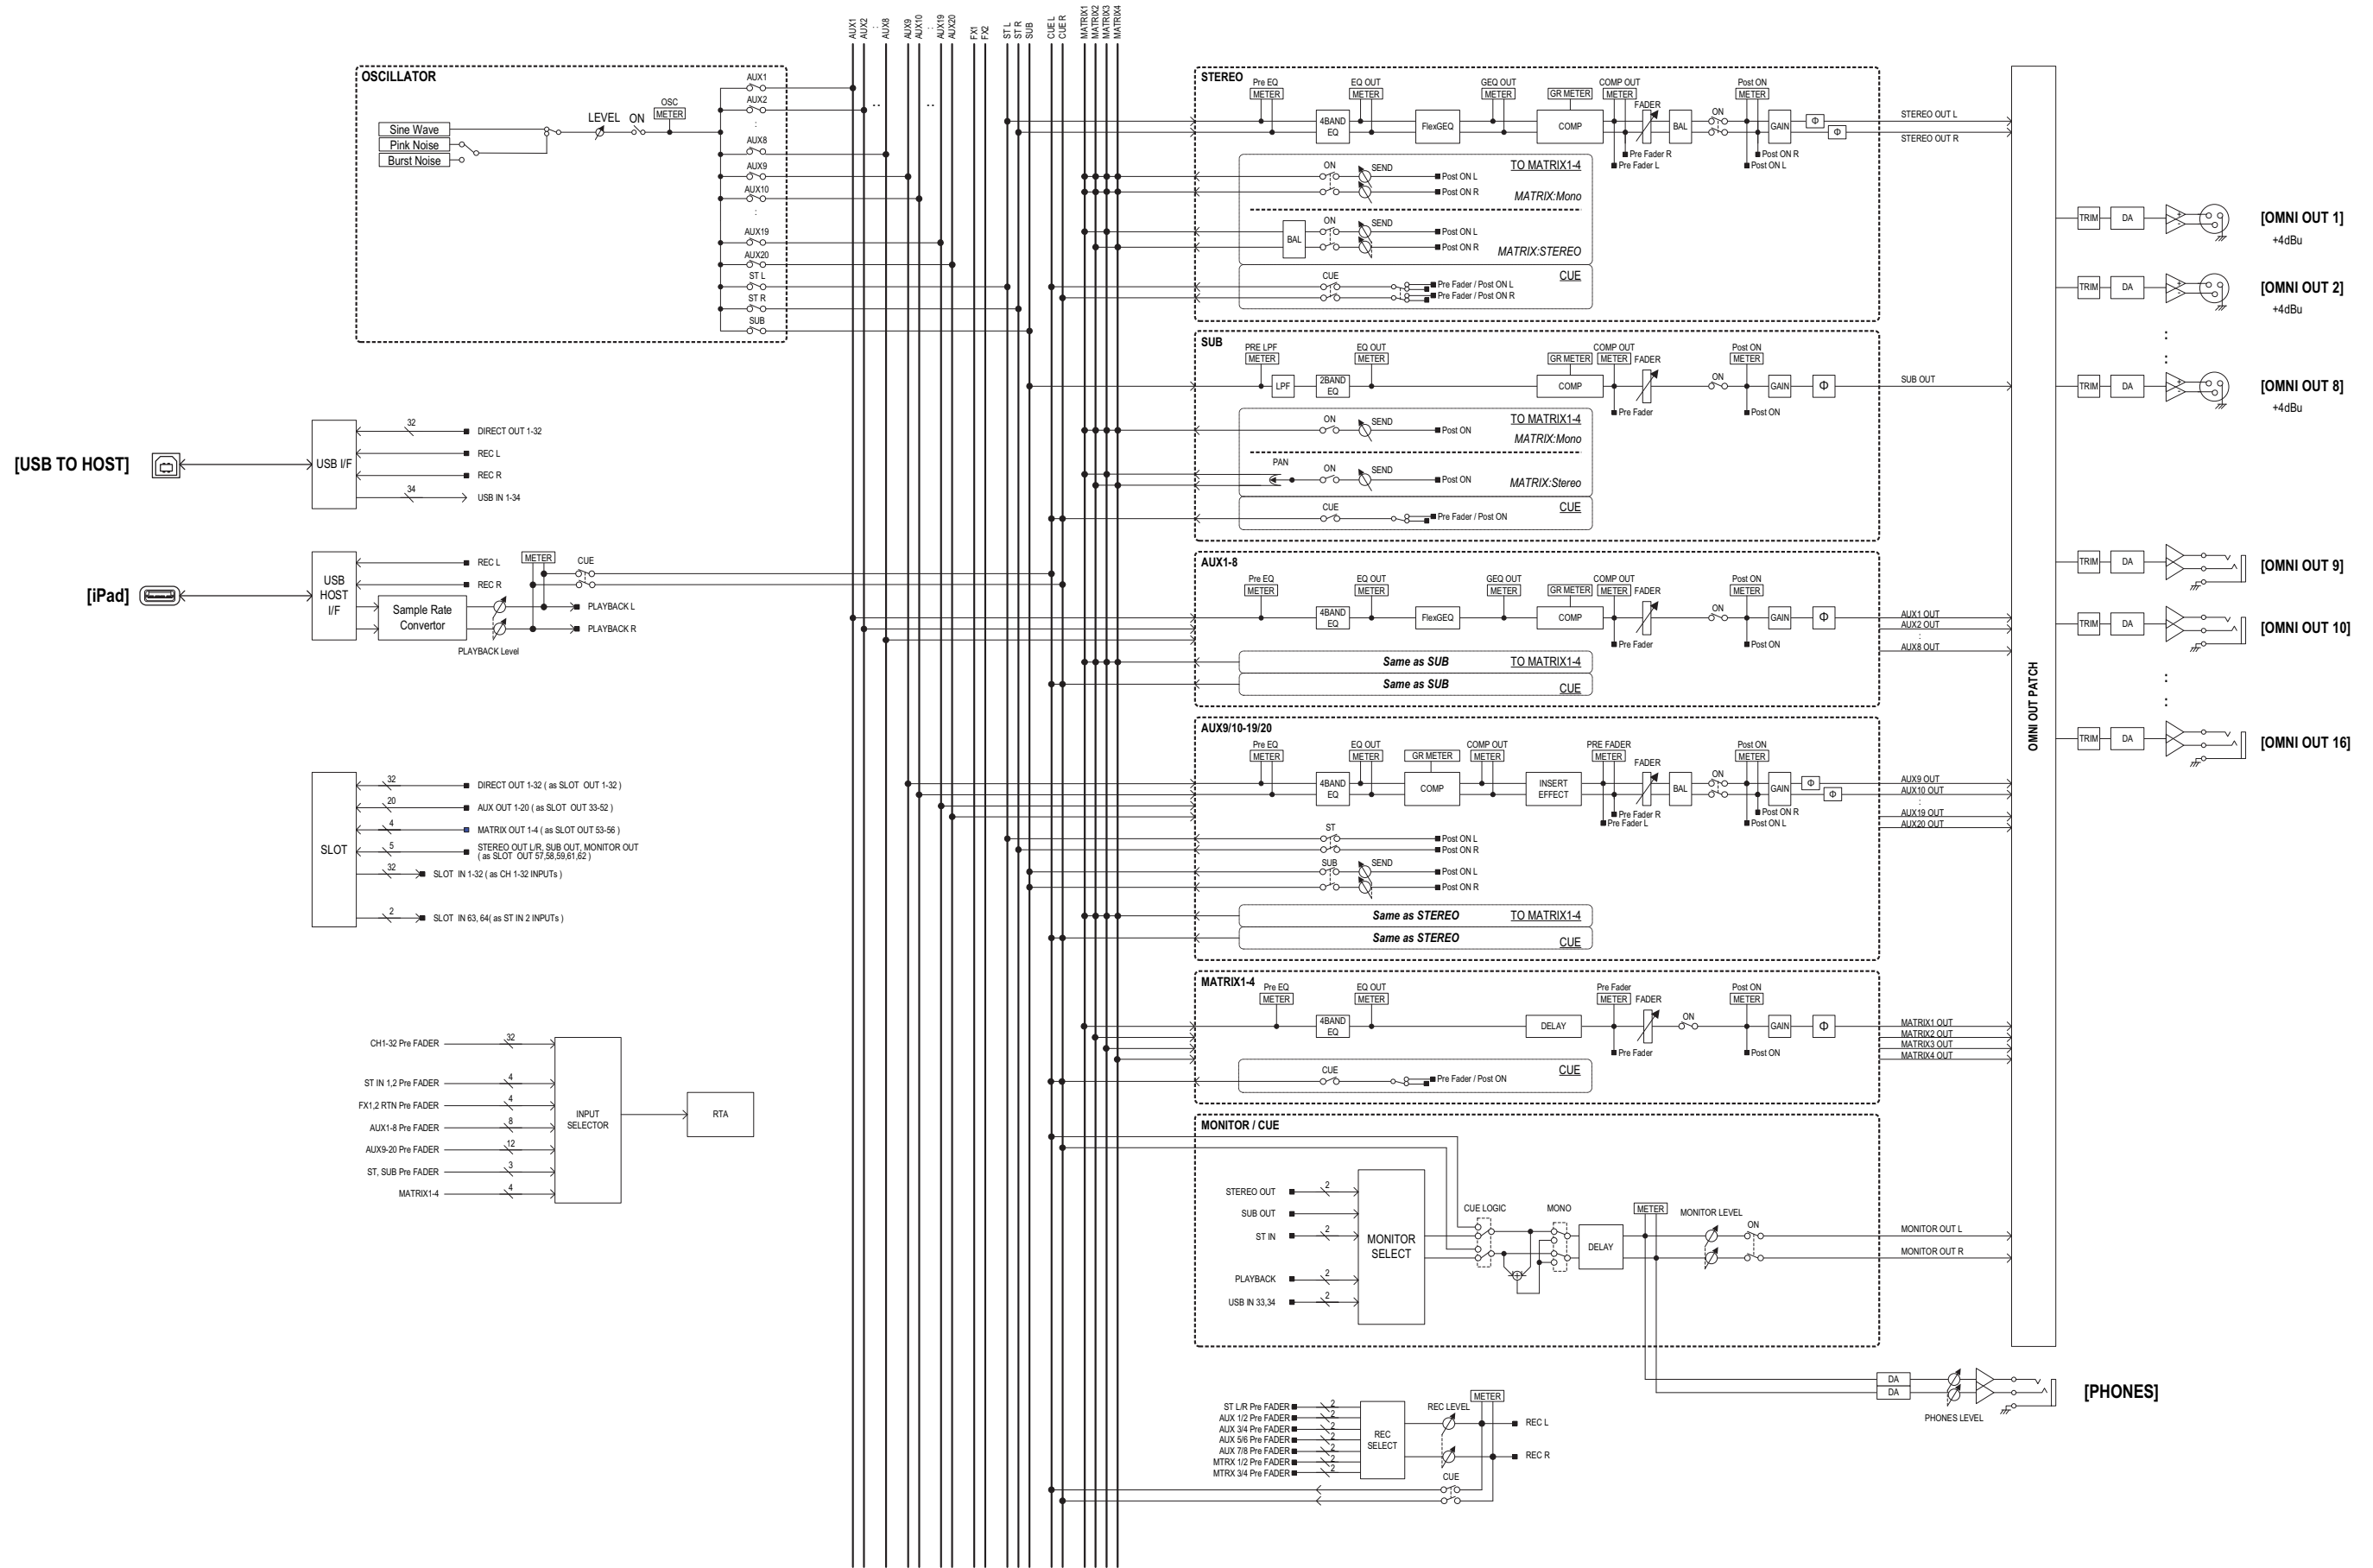 AUX1
AUX2
:
AUX8
AUX9
AUX10
:
AUX19
AUX20
FX1
FX2
ST L
ST R
SUB
CUE L
CUE R
MATRIX1
MATRIX2
MATRIX3
MATRIX4
OSCILLATOR
Sine Wave
Pink Noise
Burst Noise
LEVEL
ON
OSC
METER
AUX1
AUX2
:
AUX8
AUX9
AUX10
:
AUX19
AUX20
ST L
ST R
SUB
[USB TO HOST]
USB I/F
32
DIRECT OUT 1-32
REC L
REC R
34
USB IN 1-34
[iPad]
USB
HOST
I/F
REC L
REC R
Sample Rate
Convertor
METER
CUE
PLAYBACK L
PLAYBACK R
PLAYBACK Level
SLOT
32
DIRECT OUT 1-32 ( as SLOT OUT 1-32 )
20
AUX OUT 1-20 ( as SLOT OUT 33-52 )
4
MATRIX OUT 1-4 ( as SLOT OUT 53-56 )
5
STEREO OUT L/R, SUB OUT, MONITOR OUT
( as SLOT OUT 57,58,59,61,62 )
32
SLOT IN 1-32 ( as CH 1-32 INPUTs )
2
SLOT IN 63, 64( as ST IN 2 INPUTs )
CH1-32 Pre FADER
32
ST IN 1,2 Pre FADER
4
FX1,2 RTN Pre FADER
4
AUX1-8 Pre FADER
8
AUX9-20 Pre FADER
12
ST, SUB Pre FADER
3
MATRIX1-4
4
INPUT
SELECTOR
RTA
STEREO
Pre EQ
METER
EQ OUT
METER
GEQ OUT
METER
GR METER
COMP OUT
METER
FADER
ON
Post ON
METER
4BAND
EQ
FlexGEQ
COMP
BAL
GAIN
Φ
Φ
Pre Fader R
Pre Fader L
Post ON R
Post ON L
STEREO OUT L
STEREO OUT R
ON
SEND
Post ON L
Post ON R
TO MATRIX1-4
MATRIX:Mono
BAL
ON
SEND
Post ON L
Post ON R
MATRIX:STEREO
CUE
Pre Fader / Post ON L
Pre Fader / Post ON R
CUE
SUB
PRE LPF
METER
EQ OUT
METER
GR METER
COMP OUT
METER
FADER
ON
Post ON
METER
LPF
2BAND
EQ
COMP
GAIN
Φ
Pre Fader
Post ON
SUB OUT
ON
SEND
Post ON
TO MATRIX1-4
MATRIX:Mono
PAN
ON
SEND
Post ON
MATRIX:Stereo
CUE
Pre Fader / Post ON
CUE
AUX1-8
Pre EQ
METER
EQ OUT
METER
GEQ OUT
METER
GR METER
COMP OUT
METER
FADER
ON
Post ON
METER
4BAND
EQ
FlexGEQ
COMP
GAIN
Φ
Pre Fader
Post ON
AUX1 OUT
AUX2 OUT
:
AUX8 OUT
Same as SUB
TO MATRIX1-4
Same as SUB
CUE
AUX9/10-19/20
Pre EQ
METER
EQ OUT
METER
GR METER
COMP OUT
METER
PRE FADER
METER
FADER
ON
Post ON
METER
4BAND
EQ
COMP
INSERT
EFFECT
BAL
GAIN
Φ
Φ
Pre Fader R
Pre Fader L
Post ON R
Post ON L
AUX9 OUT
AUX10 OUT
:
AUX19 OUT
AUX20 OUT
ST
Post ON L
Post ON R
SUB
SEND
Post ON L
Post ON R
Same as STEREO
TO MATRIX1-4
Same as STEREO
CUE
MATRIX1-4
Pre EQ
METER
EQ OUT
METER
Pre Fader
METER
FADER
ON
Post ON
METER
4BAND
EQ
DELAY
GAIN
Φ
Pre Fader
Post ON
MATRIX1 OUT
MATRIX2 OUT
MATRIX3 OUT
MATRIX4 OUT
CUE
Pre Fader / Post ON
CUE
MONITOR / CUE
STEREO OUT
2
SUB OUT
ST IN
2
PLAYBACK
2
USB IN 33,34
2
MONITOR
SELECT
CUE LOGIC
MONO
DELAY
METER
MONITOR LEVEL
ON
MONITOR OUT L
MONITOR OUT R
ST L/R Pre FADER
2
AUX 1/2 Pre FADER
2
AUX 3/4 Pre FADER
2
AUX 5/6 Pre FADER
2
AUX 7/8 Pre FADER
2
MTRX 1/2 Pre FADER
2
MTRX 3/4 Pre FADER
2
REC
SELECT
REC LEVEL
METER
REC L
REC R
CUE
DA
DA
PHONES LEVEL
[PHONES]
OMNI OUT PATCH
TRIM
DA
[OMNI OUT 1]
+4dBu
TRIM
DA
[OMNI OUT 2]
+4dBu
:
:
TRIM
DA
[OMNI OUT 8]
+4dBu
TRIM
DA
[OMNI OUT 9]
TRIM
DA
[OMNI OUT 10]
:
:
TRIM
DA
[OMNI OUT 16]